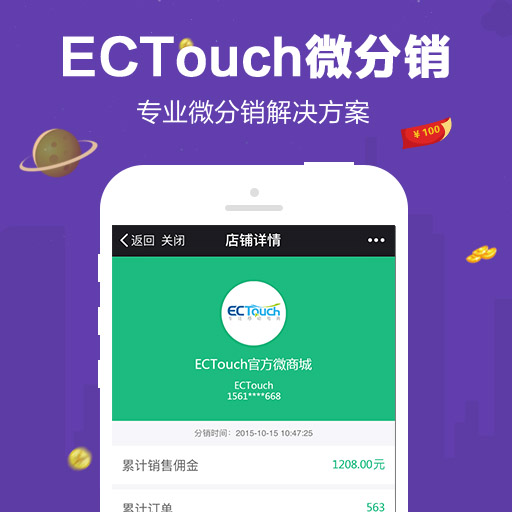 ECTouch微分销
专业微分销解决方案
¥100
返回 关闭 店铺详情
ECTouch
ECTouch官方微商城
ECTouch
1561****668
分销时间：2015-10-15 10:47:25
累计销售佣金 1208.00元
累计订单 563